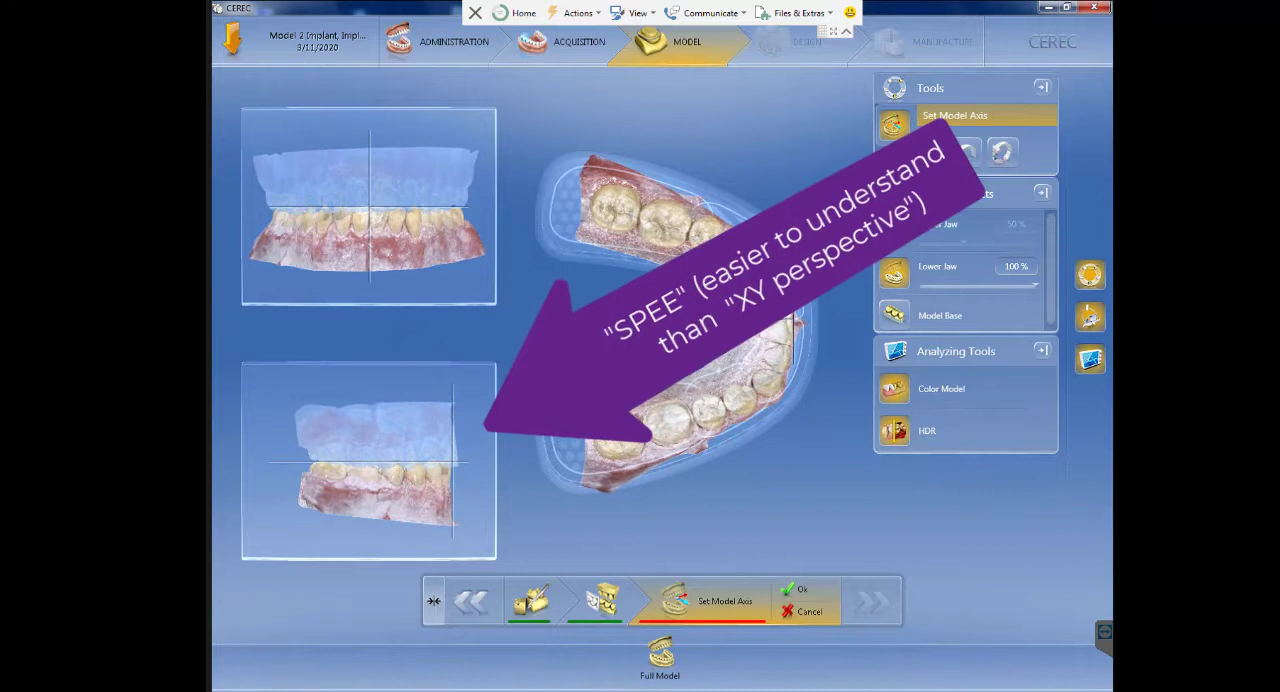 CEREC
Home
Actions
View
Communicate
Files & Extras
Model 2 Implant, Impl...
3/11/2020
ADMINISTRATION
ACQUISITION
MODEL
DESIGN
MANUFACTURE
CEREC
Tools
Set Model Axis
50 %
Lower Jaw
100 %
Model Base
Analyzing Tools
Color Model
HDR
"SPEE" (easier to understand
than "XY perspective")
Set Model Axis
Ok
Cancel
Full Model